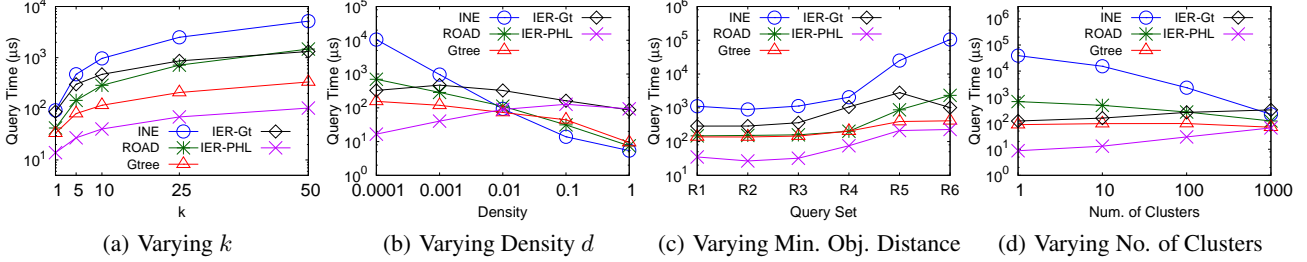 Query Time (µs)
10^4
10^3
10^2
10^1
1 5 10 25 50
k
INE IER-Gt
ROAD IER-PHL
Gtree
(a) Varying k
Query Time (µs)
10^5
10^4
10^3
10^2
10^1
10^0
0.0001 0.001 0.01 0.1 1
Density
INE IER-Gt
ROAD IER-PHL
Gtree
(b) Varying Density d
Query Time (µs)
10^6
10^5
10^4
10^3
10^2
10^1
R1 R2 R3 R4 R5 R6
Query Set
INE IER-Gt
ROAD IER-PHL
Gtree
(c) Varying Min. Obj. Distance
Query Time (µs)
10^6
10^5
10^4
10^3
10^2
10^1
10^0
1 10 100 1000
Num. of Clusters
INE IER-Gt
ROAD IER-PHL
Gtree
(d) Varying No. of Clusters